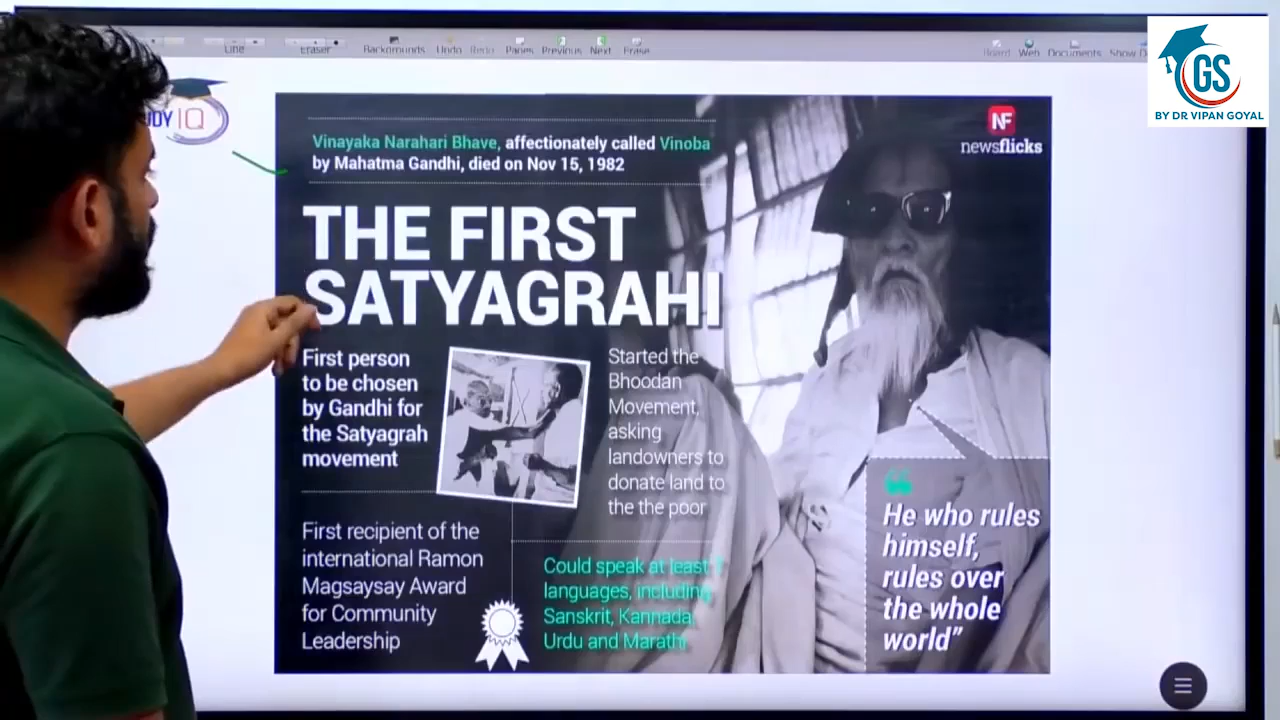 Line
Eraser
Backgrounds
Undo
Redo
Pages
Previous
Next
Erase
Board
Web
Documents
GS
BY DR VIPAN GOYAL
IQ
Vinayaka Narahari Bhave, affectionately called Vinoba
by Mahatma Gandhi, died on Nov 15, 1982
NF
newsflicks
THE FIRST
SATYAGRAHI
First person
to be chosen
by Gandhi for
the Satyagrah
movement
Started the
Bhoodan
Movement,
asking
landowners to
donate land to
the the poor
First recipient of the
international Ramon
Magsaysay Award
for Community
Leadership
Could speak at least 7
languages, including
Sanskrit, Kannada,
Urdu and Marathi
He who rules
himself,
rules over
the whole
world”